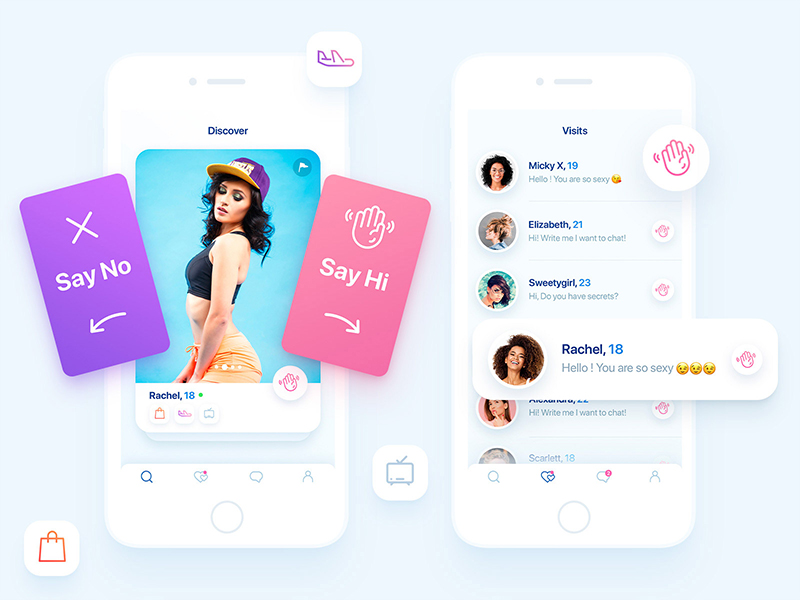 Discover
Say No
Say Hi
Rachel, 18
Visits
Micky X, 19
Hello ! You are so sexy 😘
Elizabeth, 21
Hi! Write me I want to chat!
Sweetygirl, 23
Hi, Do you have secrets?
Rachel, 18
Hello ! You are so sexy 😉😉😉
Alexandra, 22
Hi! Write me I want to chat!
Scarlett, 18
2